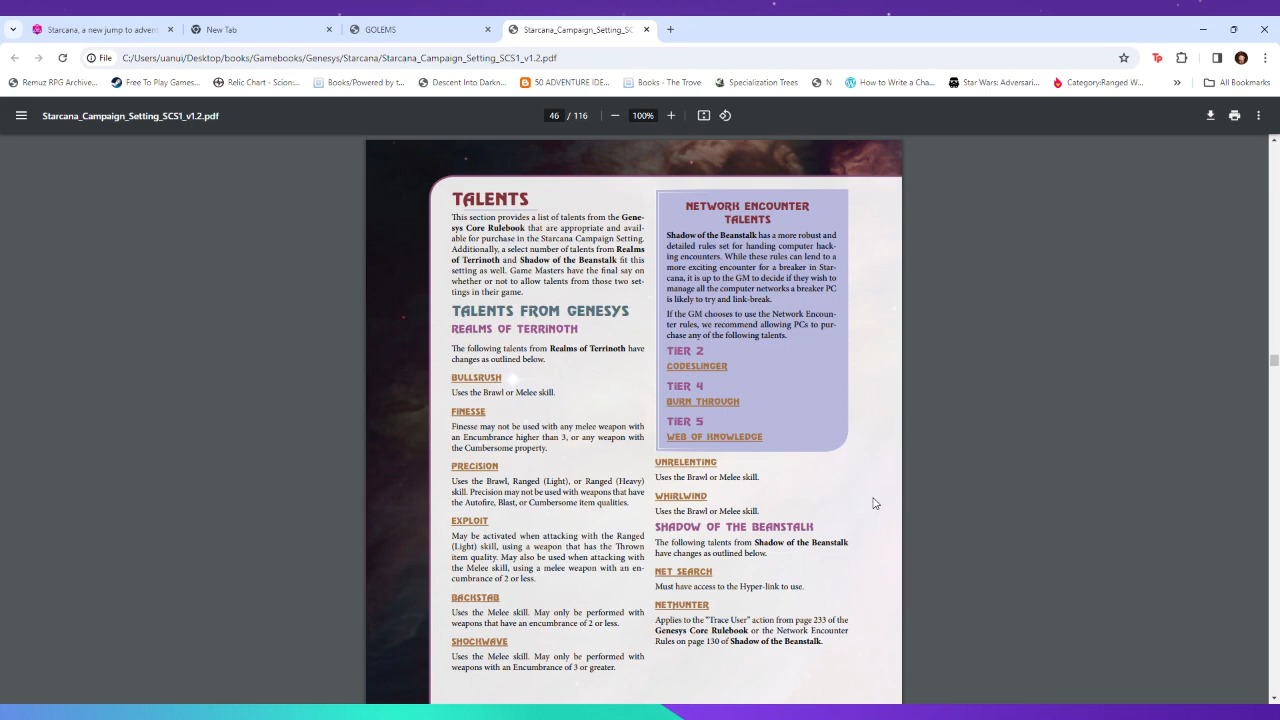 Starcana, a new jump to advent
New Tab
GOLEMS
Starcana_Campaign_Setting_SC
File
C:/Users/uanui/Desktop/books/Gamebooks/Genesys/Starcana/Starcana_Campaign_Setting_SCS1_v1.2.pdf
Remuz RPG Archive...
Free To Play Games...
Relic Chart - Scion:...
Books/Powered by t...
Descent Into Darkn...
50 ADVENTURE IDE...
Books - The Trove
Specialization Trees
N
How to Write a Cha...
Star Wars: Adversari...
Category:Ranged W...
All Bookmarks
Starcana_Campaign_Setting_SCS1_v1.2.pdf
46 / 116
100%
TALENTS
This section provides a list of talents from the Gene-
sys Core Rulebook that are appropriate and avail-
able for purchase in the Starcana Campaign Setting.
Additionally, a select number of talents from Realms
of Terrinoth and Shadow of the Beanstalk fit this
setting as well. Game Masters have the final say on
whether or not to allow talents from those two set-
tings in their game.
TALENTS FROM GENESYS
REALMS OF TERRINOTH
The following talents from Realms of Terrinoth have
changes as outlined below.
BULLSRUSH
Uses the Brawl or Melee skill.
FINESSE
Finesse may not be used with any melee weapon with
an Encumbrance higher than 3, or any weapon with
the Cumbersome property.
PRECISION
Uses the Brawl, Ranged (Light), or Ranged (Heavy)
skill. Precision may not be used with weapons that have
the Autofire, Blast, or Cumbersome item qualities.
EXPLOIT
May be activated when attacking with the Ranged
(Light) skill, using a weapon that has the Thrown
item quality. May also be used when attacking with
the Melee skill, using a melee weapon with an en-
cumbrance of 2 or less.
BACKSTAB
Uses the Melee skill. May only be performed with
weapons that have an encumbrance of 2 or less.
SHOCKWAVE
Uses the Melee skill. May only be performed with
weapons with an Encumbrance of 3 or greater.
NETWORK ENCOUNTER
TALENTS
Shadow of the Beanstalk has a more robust and
detailed rules set for handing computer hack-
ing encounters. While these rules can lend to a
more exciting encounter for a breaker in Star-
cana, it is up to the GM to decide if they wish to
manage all the computer networks a breaker PC
is likely to try and link-break.
If the GM chooses to use the Network Encoun-
ter rules, we recommend allowing PCs to pur-
chase any of the following talents.
TIER 2
CODESLINGER
TIER 4
BURN THROUGH
TIER 5
WEB OF KNOWLEDGE
UNRELENTING
Uses the Brawl or Melee skill.
WHIRLWIND
Uses the Brawl or Melee skill.
SHADOW OF THE BEANSTALK
The following talents from Shadow of the Beanstalk
have changes as outlined below.
NET SEARCH
Must have access to the Hyper-link to use.
NETHUNTER
Applies to the “Trace User” action from page 233 of the
Genesys Core Rulebook or the Network Encounter
Rules on page 130 of Shadow of the Beanstalk.